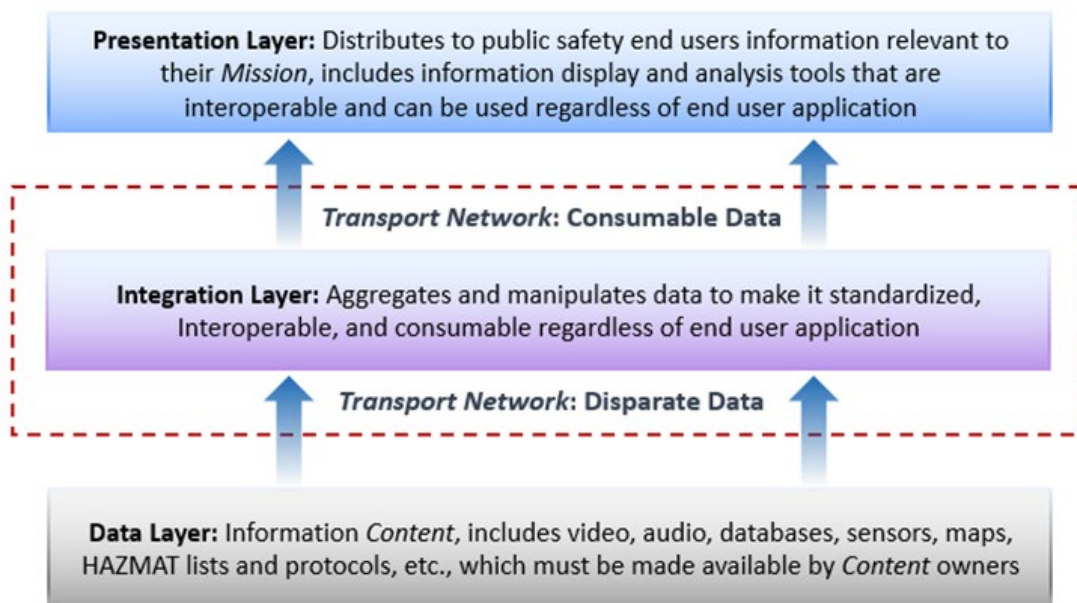 Presentation Layer: Distributes to public safety end users information relevant to
their Mission, includes information display and analysis tools that are
interoperable and can be used regardless of end user application
Transport Network: Consumable Data
Integration Layer: Aggregates and manipulates data to make it standardized,
Interoperable, and consumable regardless of end user application
Transport Network: Disparate Data
Data Layer: Information Content, includes video, audio, databases, sensors, maps,
HAZMAT lists and protocols, etc., which must be made available by Content owners